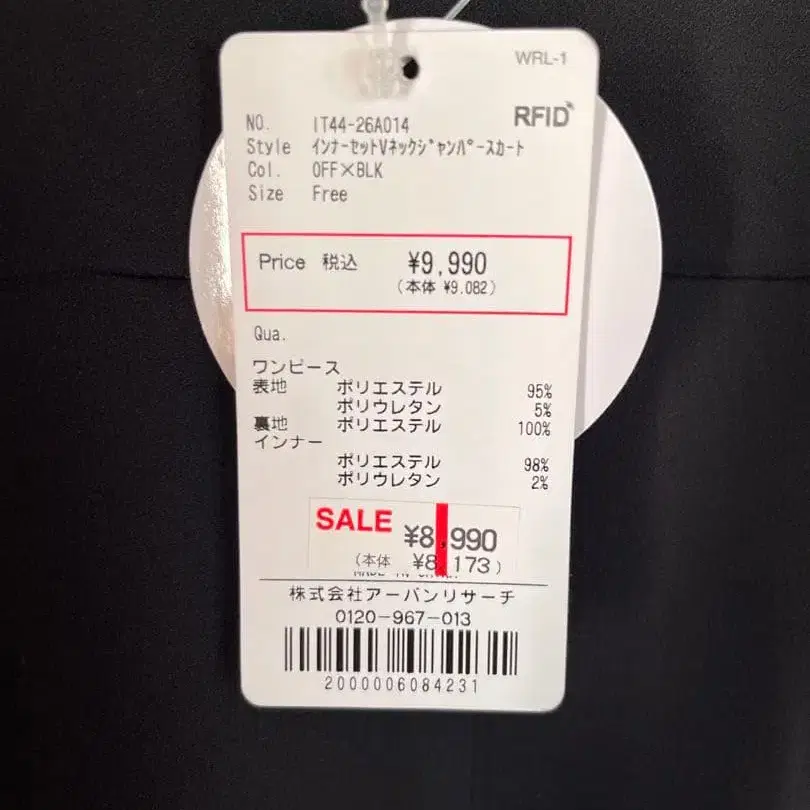 WRL-1
RFID
NO. IT44-26A014
Style ｲﾝﾅｰｾｯﾄVﾈｯｸｼﾞｬﾝﾊﾟｰｽｶｰﾄ
Col. OFF×BLK
Size Free
Price 税込 ¥9,990
(本体 ¥9.082)
Qua.
ワンピース
表地 ポリエステル 95%
ポリウレタン 5%
裏地 ポリエステル 100%
インナー
ポリエステル 98%
ポリウレタン 2%
SALE ¥8,990
(本体 ¥8,173)
株式会社アーバンリサーチ
0120-967-013
2000006084231